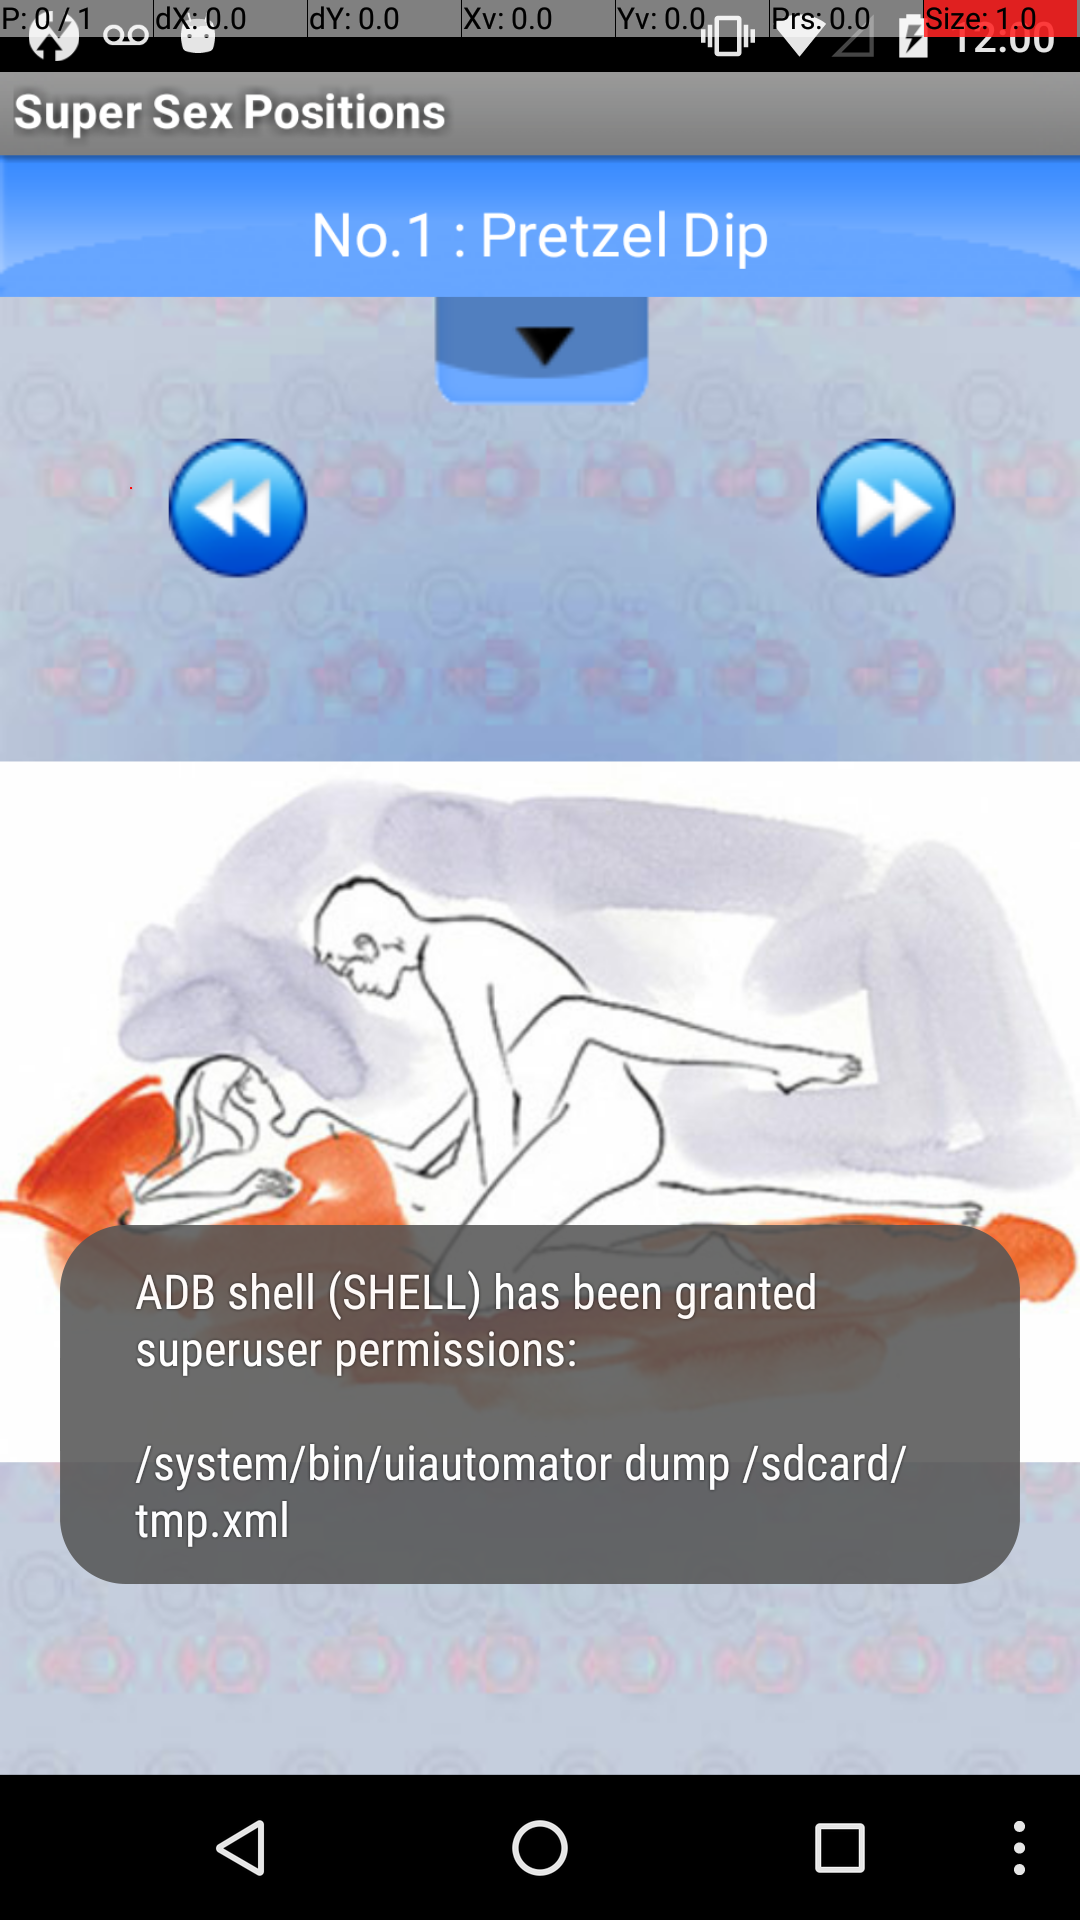 P: 0 / 1 dX: 0.0 dY: 0.0 Xv: 0.0 Yv: 0.0 Prs: 0.0 Size: 1.0
12:00
Super Sex Positions
No.1 : Pretzel Dip
ADB shell (SHELL) has been granted
superuser permissions:
/system/bin/uiautomator dump /sdcard/
tmp.xml